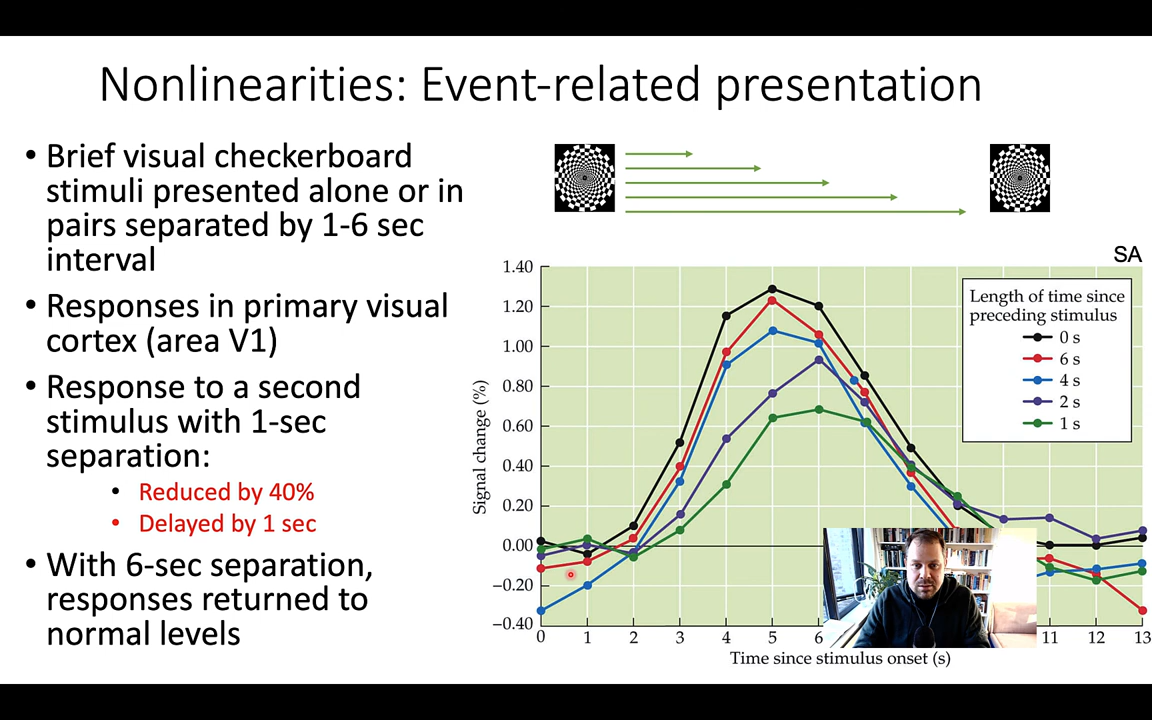 Nonlinearities: Event-related presentation
• Brief visual checkerboard
stimuli presented alone or in
pairs separated by 1-6 sec
interval
• Responses in primary visual
cortex (area V1)
• Response to a second
stimulus with 1-sec
separation:
• Reduced by 40%
• Delayed by 1 sec
• With 6-sec separation,
responses returned to
normal levels
SA
Signal change (%)
1.40
1.20
1.00
0.80
0.60
0.40
0.20
0.00
−0.20
−0.40
Length of time since
preceding stimulus
0 s
6 s
4 s
2 s
1 s
0 1 2 3 4 5 6 11 12 13
Time since stimulus onset (s)